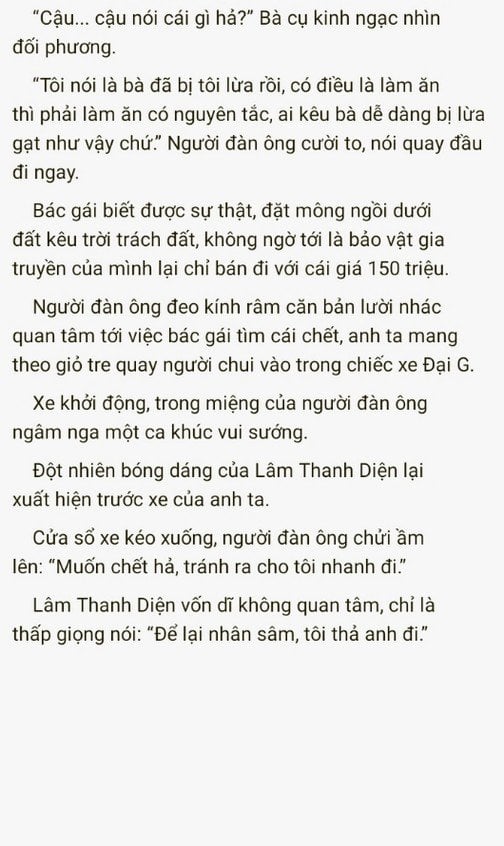 “Cậu... cậu nói cái gì hả?” Bà cụ kinh ngạc nhìn
đối phương.
“Tôi nói là bà đã bị tôi lừa rồi, có điều là làm ăn
thì phải làm ăn có nguyên tắc, ai kêu bà dễ dàng bị lừa
gạt như vậy chứ.” Người đàn ông cười to, nói quay đầu
đi ngay.
Bác gái biết được sự thật, đặt mông ngồi dưới
đất kêu trời trách đất, không ngờ tới là bảo vật gia
truyền của mình lại chỉ bán đi với cái giá 150 triệu.
Người đàn ông đeo kính râm căn bản lười nhác
quan tâm tới việc bác gái tìm cái chết, anh ta mang
theo giỏ tre quay người chui vào trong chiếc xe Đại G.
Xe khởi động, trong miệng của người đàn ông
ngâm nga một ca khúc vui sướng.
Đột nhiên bóng dáng của Lâm Thanh Diện lại
xuất hiện trước xe của anh ta.
Cửa sổ xe kéo xuống, người đàn ông chửi ầm
lên: “Muốn chết hả, tránh ra cho tôi nhanh đi.”
Lâm Thanh Diện vốn dĩ không quan tâm, chỉ là
thấp giọng nói: “Để lại nhân sâm, tôi thả anh đi.”